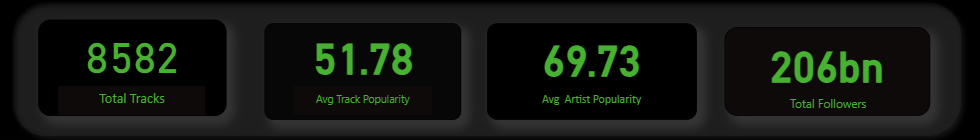 8582
Total Tracks
51.78
Avg Track Popularity
69.73
Avg Artist Popularity
206bn
Total Followers